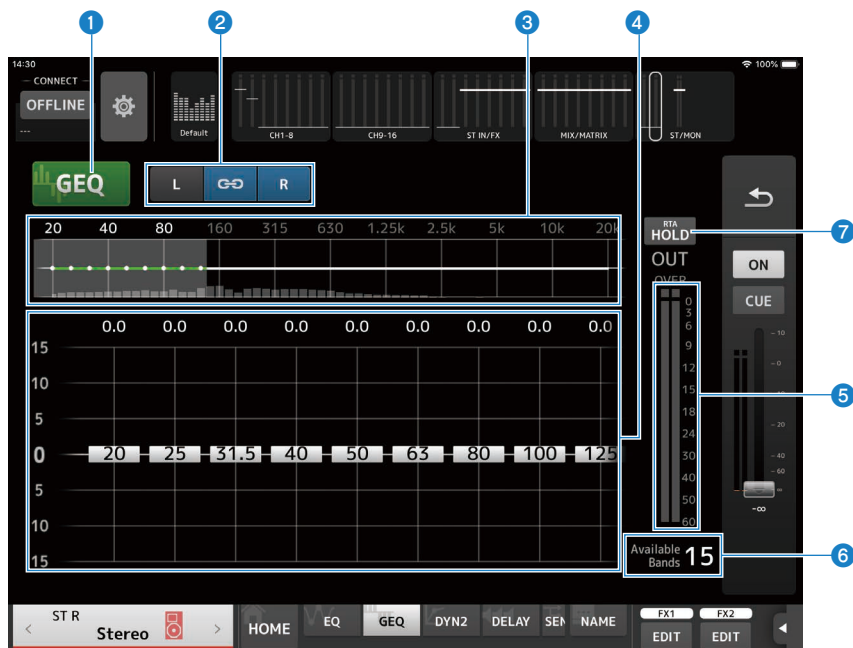 1 2 3 4
14:30 100%
CONNECT
OFFLINE
---
Default
CH1-8
CH9-16
ST IN/FX
MIX/MATRIX
ST/MON
GEQ
L R
20 40 80 160 315 630 1.25k 2.5k 5k 10k 20k
RTA
HOLD
7
OUT
OVER
ON
CUE
0.0 0.0 0.0 0.0 0.0 0.0 0.0 0.0 0.0
15
10
5
0
5
10
15
20 25 31.5 40 50 63 80 100 125
0
3
6
9
12
15
18
24
30
40
50
60
5
10
0
20
40
60
∞
-∞
Available
Bands 15
6
ST R
< Stereo >
HOME
EQ
GEQ
DYN2
DELAY
SEN
NAME
FX1
EDIT
FX2
EDIT